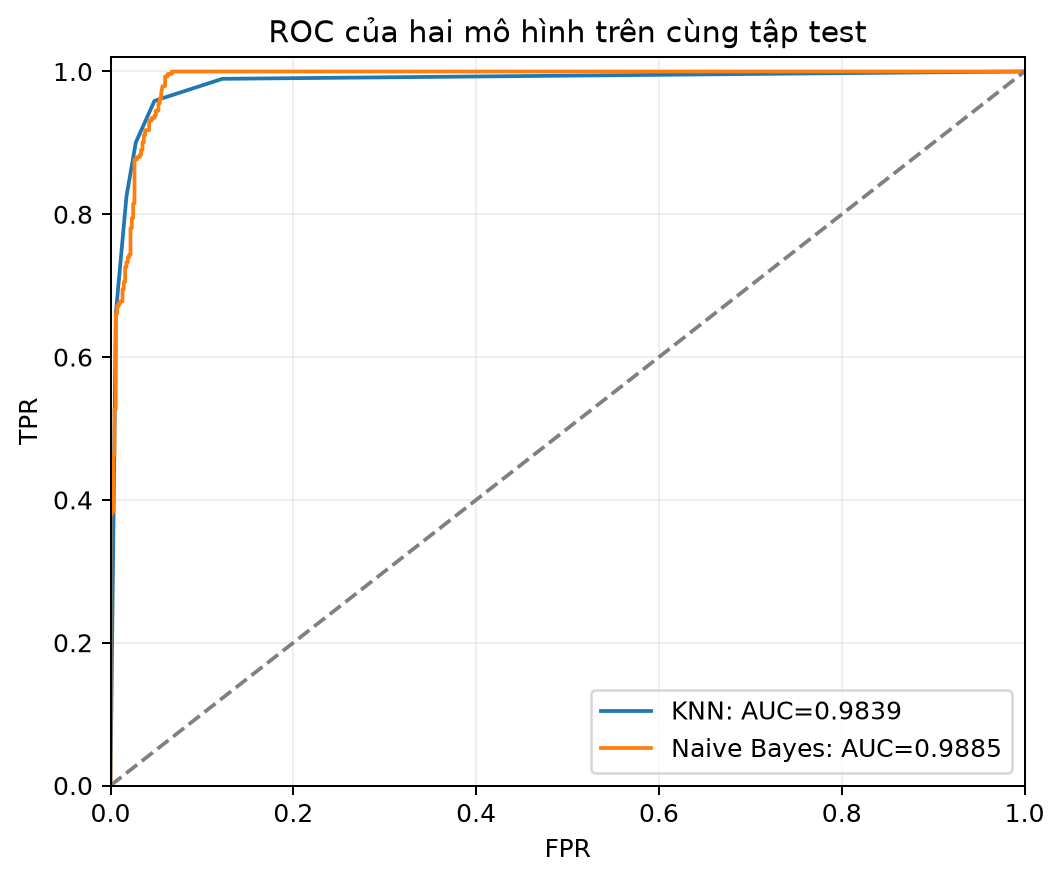 ROC của hai mô hình trên cùng tập test
1.0
0.8
0.6
0.4
0.2
0.0
TPR
0.0 0.2 0.4 0.6 0.8 1.0
FPR
KNN: AUC=0.9839
Naive Bayes: AUC=0.9885